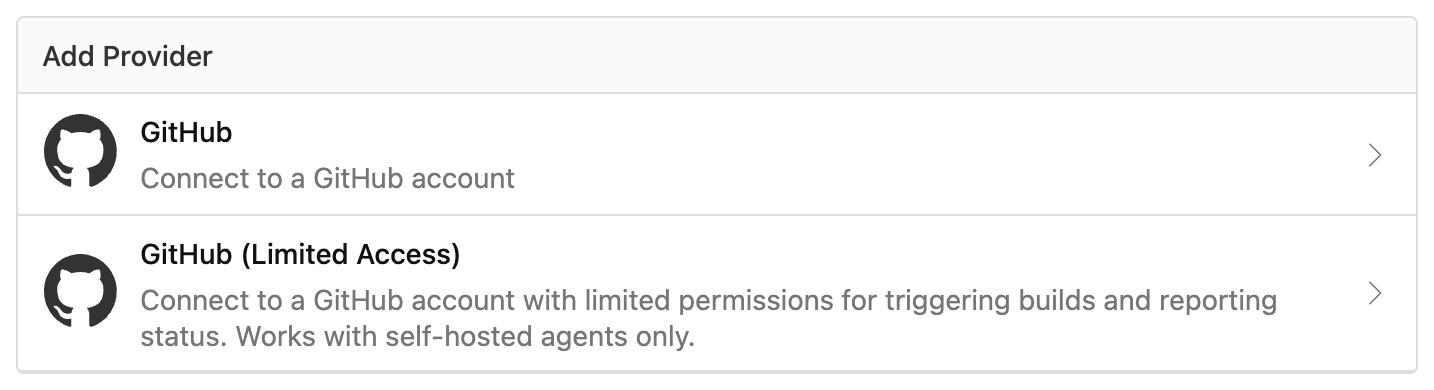 Add Provider
GitHub
Connect to a GitHub account
GitHub (Limited Access)
Connect to a GitHub account with limited permissions for triggering builds and reporting
status. Works with self-hosted agents only.